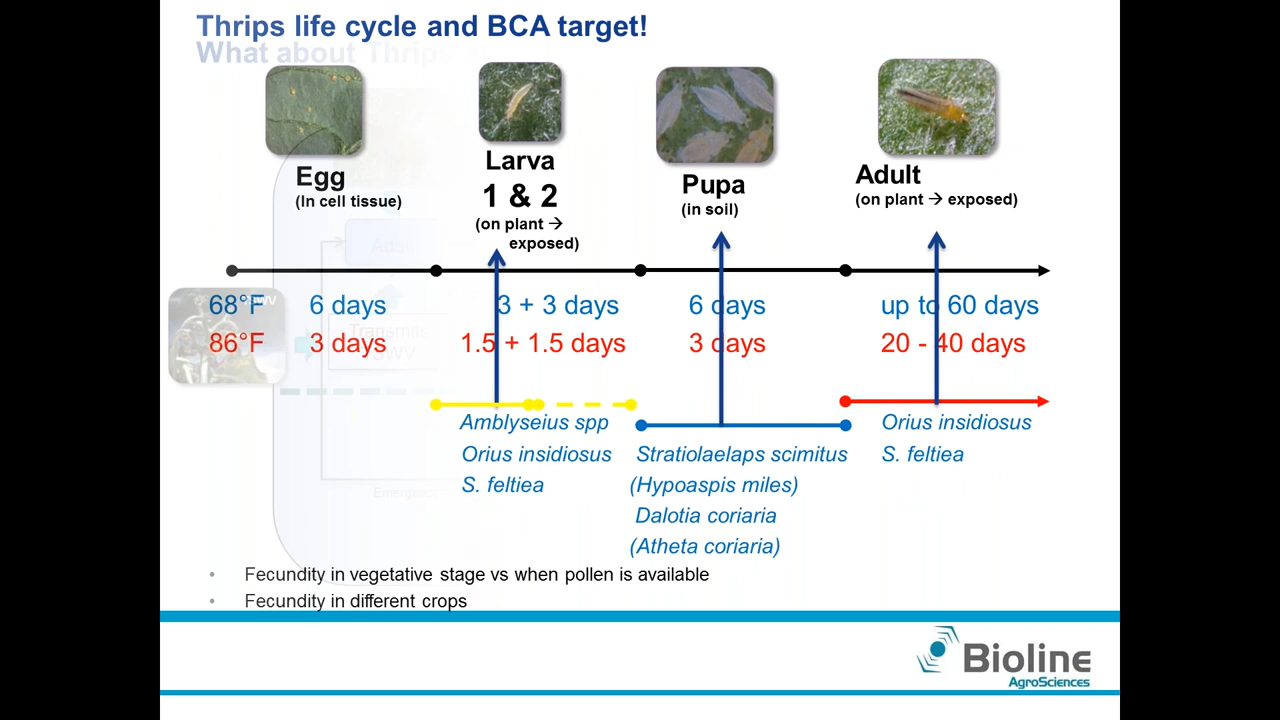 Thrips life cycle and BCA target!
What about Thrips
Egg
(In cell tissue)
Larva
1 & 2
(on plant →
exposed)
Pupa
(in soil)
Adult
(on plant → exposed)
68°F 6 days 3 + 3 days 6 days up to 60 days
86°F 3 days 1.5 + 1.5 days 3 days 20 - 40 days
Amblyseius spp
Orius insidiosus
S. feltiea
Stratiolaelaps scimitus
(Hypoaspis miles)
Dalotia coriaria
(Atheta coriaria)
Orius insidiosus
S. feltiea
Adult
• Fecundity in vegetative stage vs when pollen is available
• Fecundity in different crops
Bioline
AgroSciences